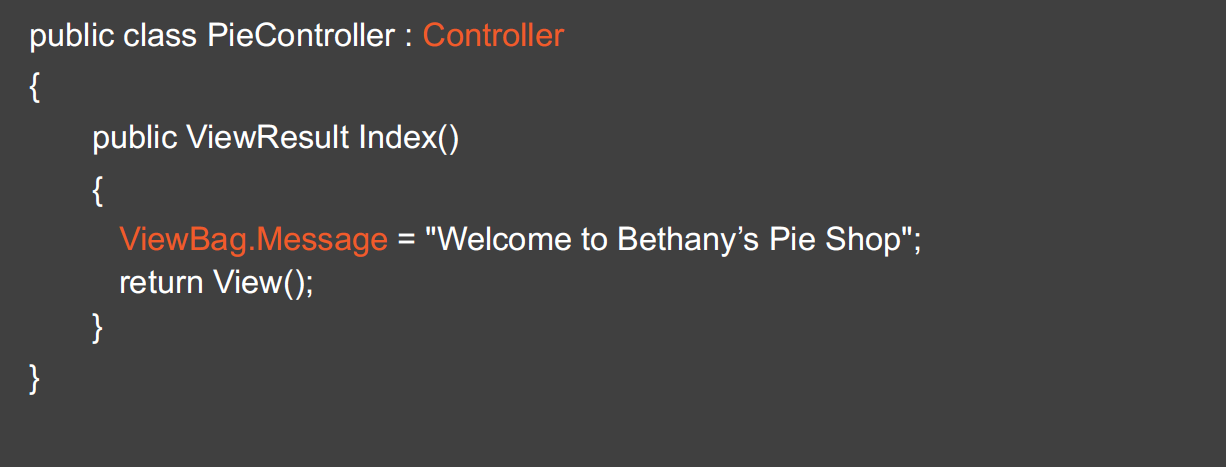 public class PieController : Controller
{
public ViewResult Index()
{
ViewBag.Message = "Welcome to Bethany’s Pie Shop";
return View();
}
}